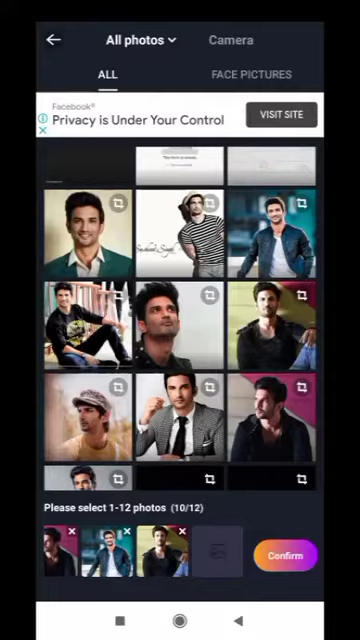 All photos Camera
ALL FACE PICTURES
Facebook®
Privacy is Under Your Control
VISIT SITE
Please select 1-12 photos (10/12)
Confirm